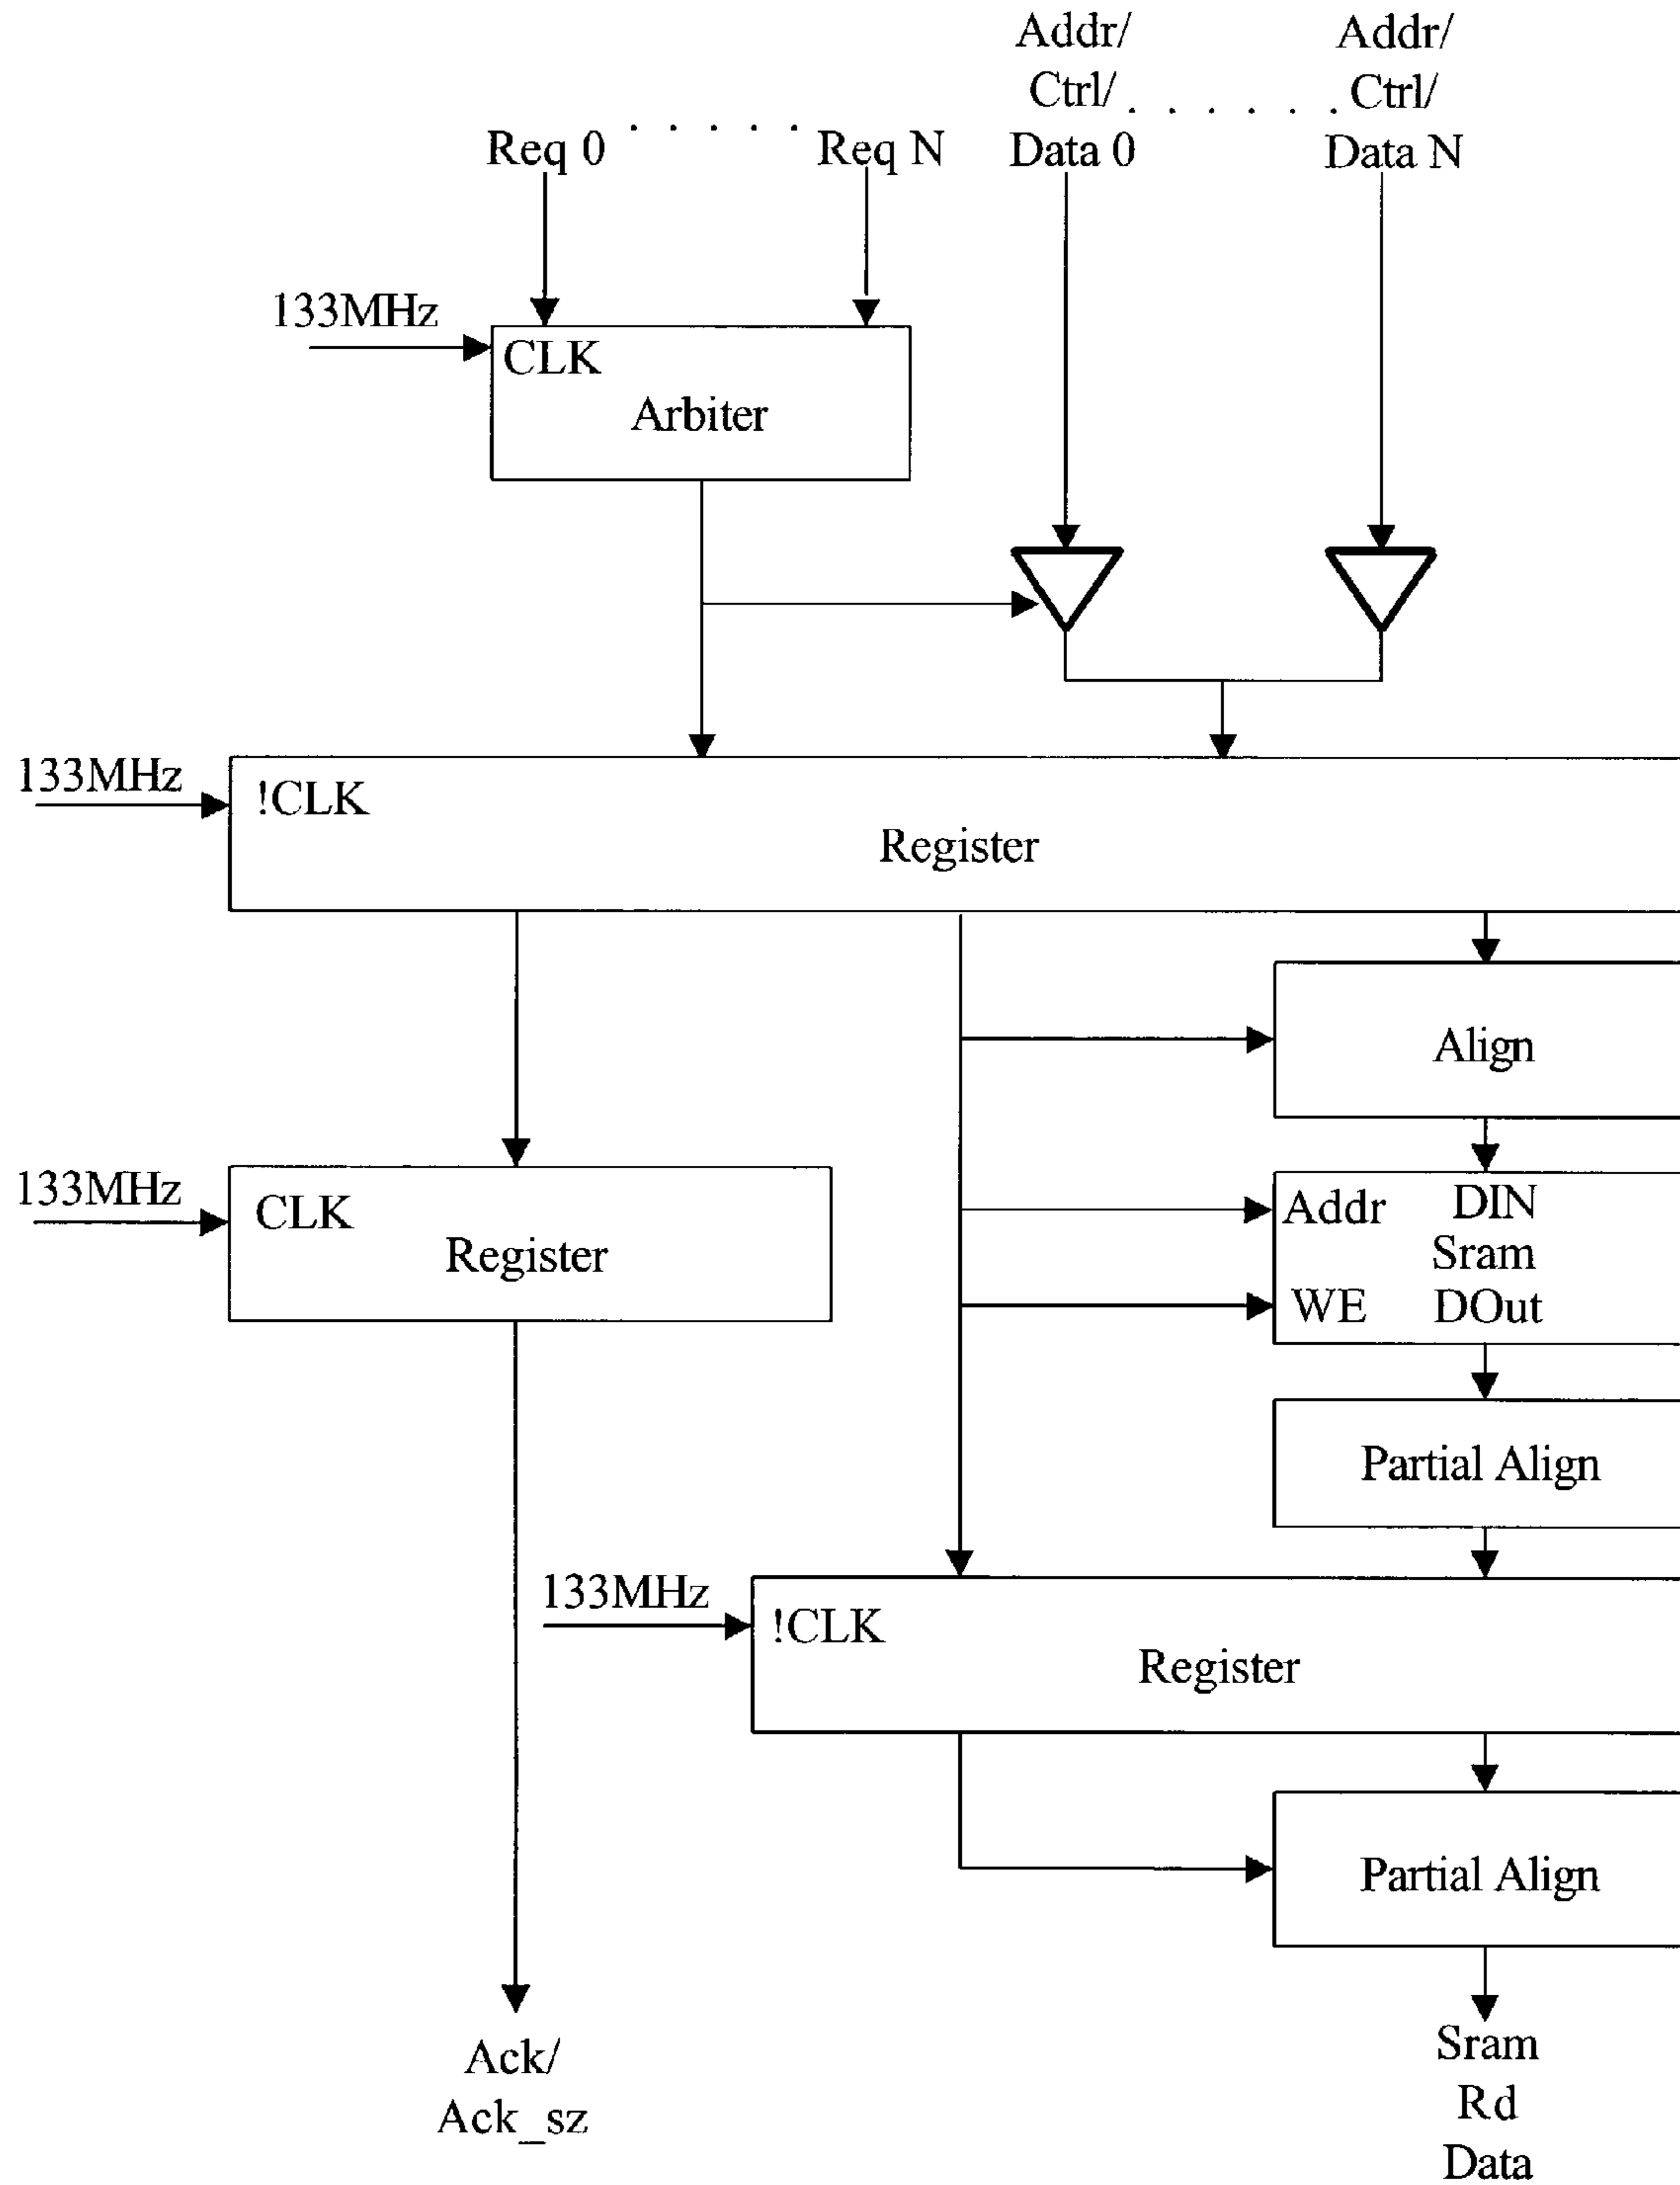 Addr/
Ctrl/
Data 0
Addr/
Ctrl/
Data N
Req 0
Req N
133MHz
CLK
Arbiter
133MHz
!CLK
Register
Align
133MHz
CLK
Register
Addr
DIN
Sram
WE
DOut
Partial Align
133MHz
!CLK
Register
Partial Align
Ack/
Ack_sz
Sram
Rd
Data